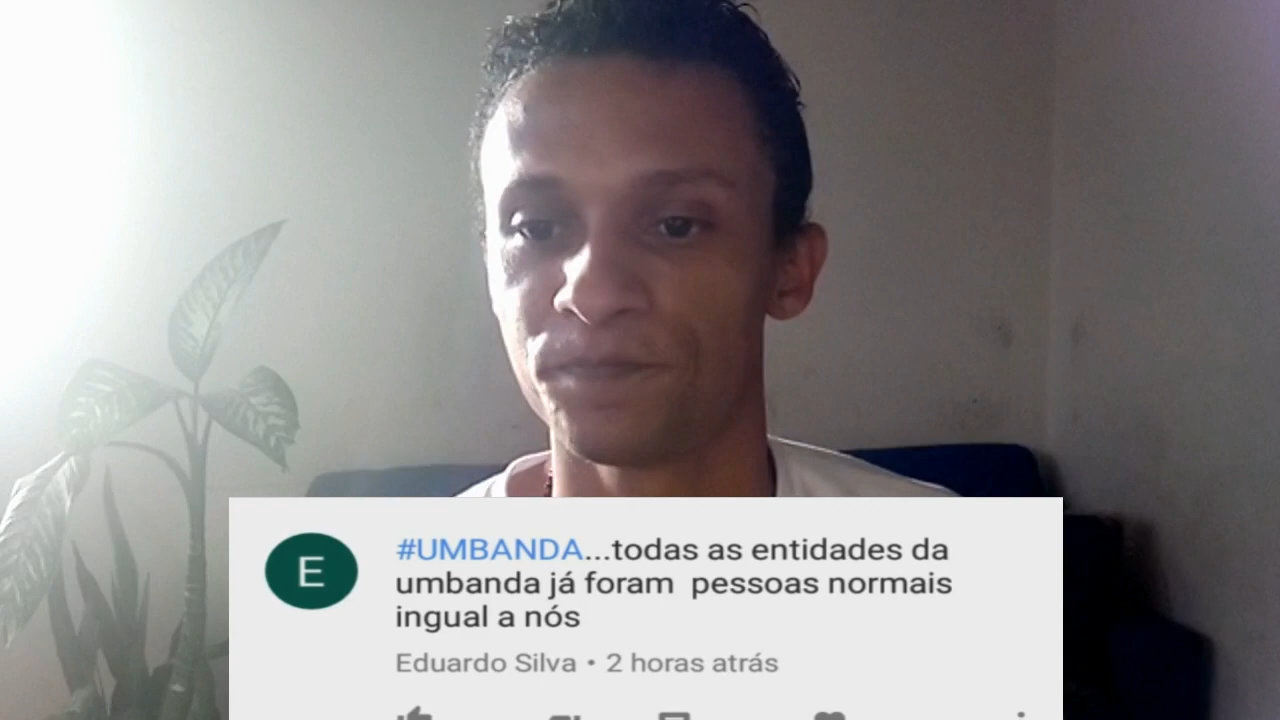 E
#UMBANDA...todas as entidades da
umbanda já foram pessoas normais
ingual a nós
Eduardo Silva • 2 horas atrás